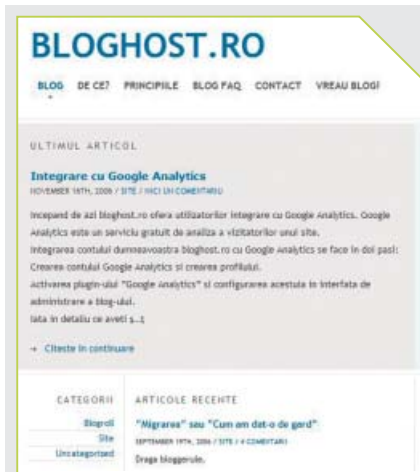 BLOGHOST.RO
BLOG DE CE? PRINCIPIILE BLOG FAQ CONTACT VREAU BLOG!
ULTIMUL ARTICOL
Integrare cu Google Analytics
NOVEMBER 16TH, 2006 / SITE / NICI UN COMENTARIU
Incepand de azi bloghost.ro ofera utilizatorilor integrare cu Google Analytics. Google
Analytics este un serviciu gratuit de analiza a vizitatorilor unui site.
Integrarea contului dumneavoastra bloghost.ro cu Google Analytics se face in doi pasi:
Crearea contului Google Analytics si crearea profilului.
Activarea plugin-ului "Google Analytics" si configurarea acestuia in interfata de
administrare a blog-ului.
Iata in detaliu ce aveti
→ Citeste in continuare
CATEGORII
Blogroll
Site
Uncategorized
ARTICOLE RECENTE
"Migrarea" sau "Cum am dat-o de gard"
SEPTEMBER 19TH, 2006 / SITE / 4 COMENTARII
Draga bloggerule,